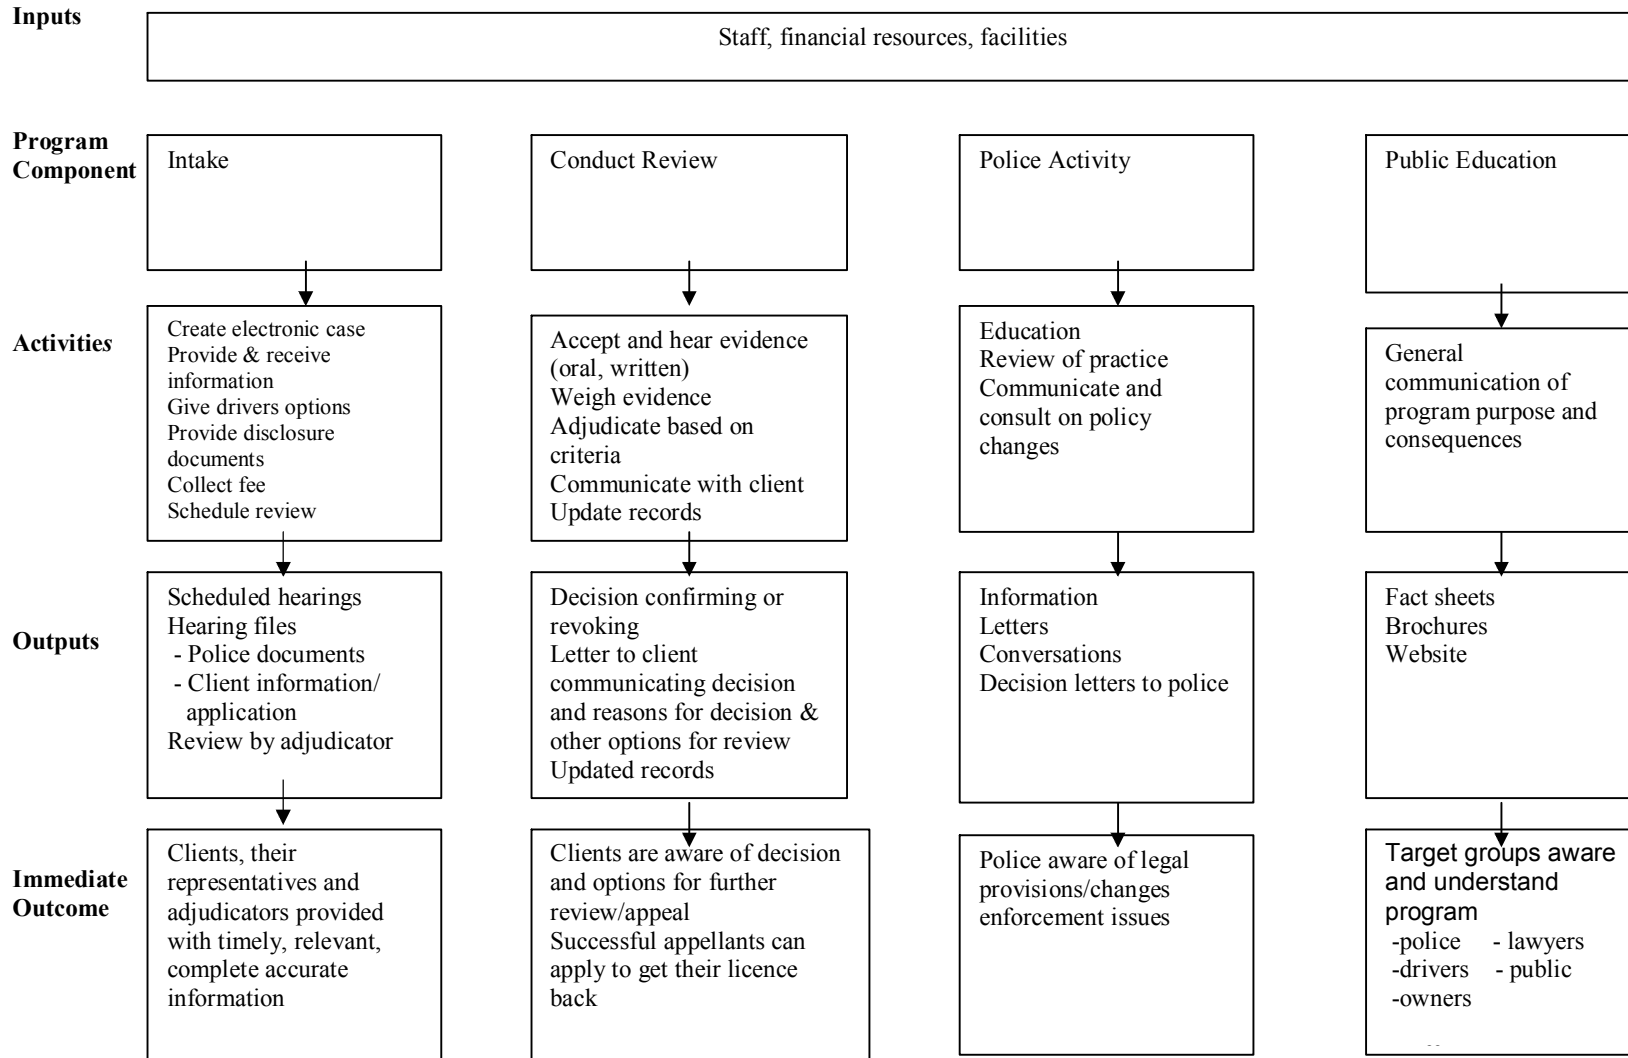 Inputs
Staff, financial resources, facilities
Program
Component
Intake
Conduct Review
Police Activity
Public Education
Activities
Create electronic case
Provide & receive
information
Give drivers options
Provide disclosure
documents
Collect fee
Schedule review
Accept and hear evidence
(oral, written)
Weigh evidence
Adjudicate based on
criteria
Communicate with client
Update records
Education
Review of practice
Communicate and
consult on policy
changes
General
communication of
program purpose and
consequences
Outputs
Scheduled hearings
Hearing files
- Police documents
- Client information/
application
Review by adjudicator
Decision confirming or
revoking
Letter to client
communicating decision
and reasons for decision &
other options for review
Updated records
Information
Letters
Conversations
Decision letters to police
Fact sheets
Brochures
Website
Immediate
Outcome
Clients, their
representatives and
adjudicators provided
with timely, relevant,
complete accurate
information
Clients are aware of decision
and options for further
review/appeal
Successful appellants can
apply to get their licence
back
Police aware of legal
provisions/changes
enforcement issues
Target groups aware
and understand
program
-police - lawyers
-drivers - public
-owners